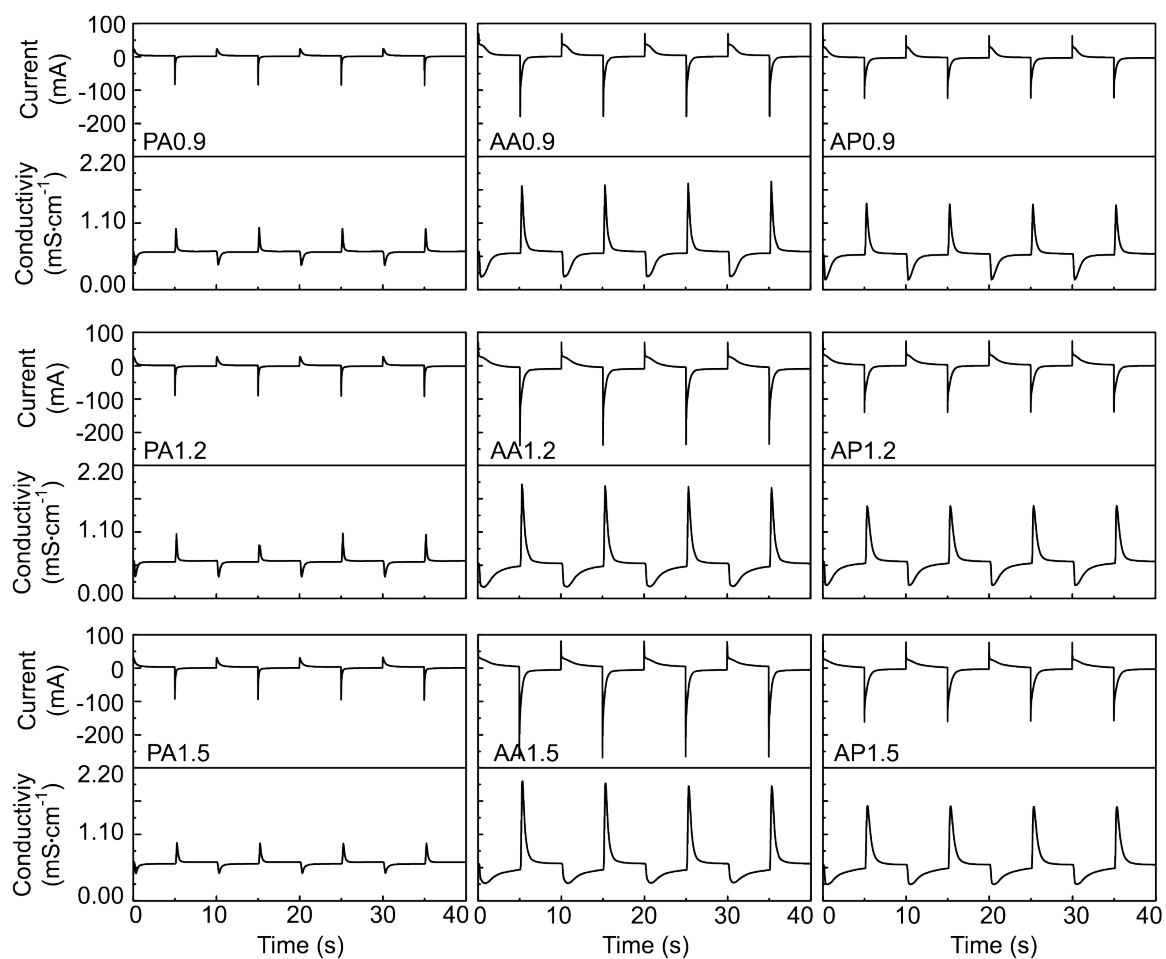 100
0
-100
-200
Current
(mA)
PA0.9
AA0.9
AP0.9
2.20
1.10
0.00
Conductiviy
(mS·cm⁻¹)
100
0
-100
-200
Current
(mA)
PA1.2
AA1.2
AP1.2
2.20
1.10
0.00
Conductiviy
(mS·cm⁻¹)
100
0
-100
-200
Current
(mA)
PA1.5
AA1.5
AP1.5
2.20
1.10
0.00
Conductiviy
(mS·cm⁻¹)
0 10 20 30 40 0 10 20 30 40 0 10 20 30 40
Time (s) Time (s) Time (s)